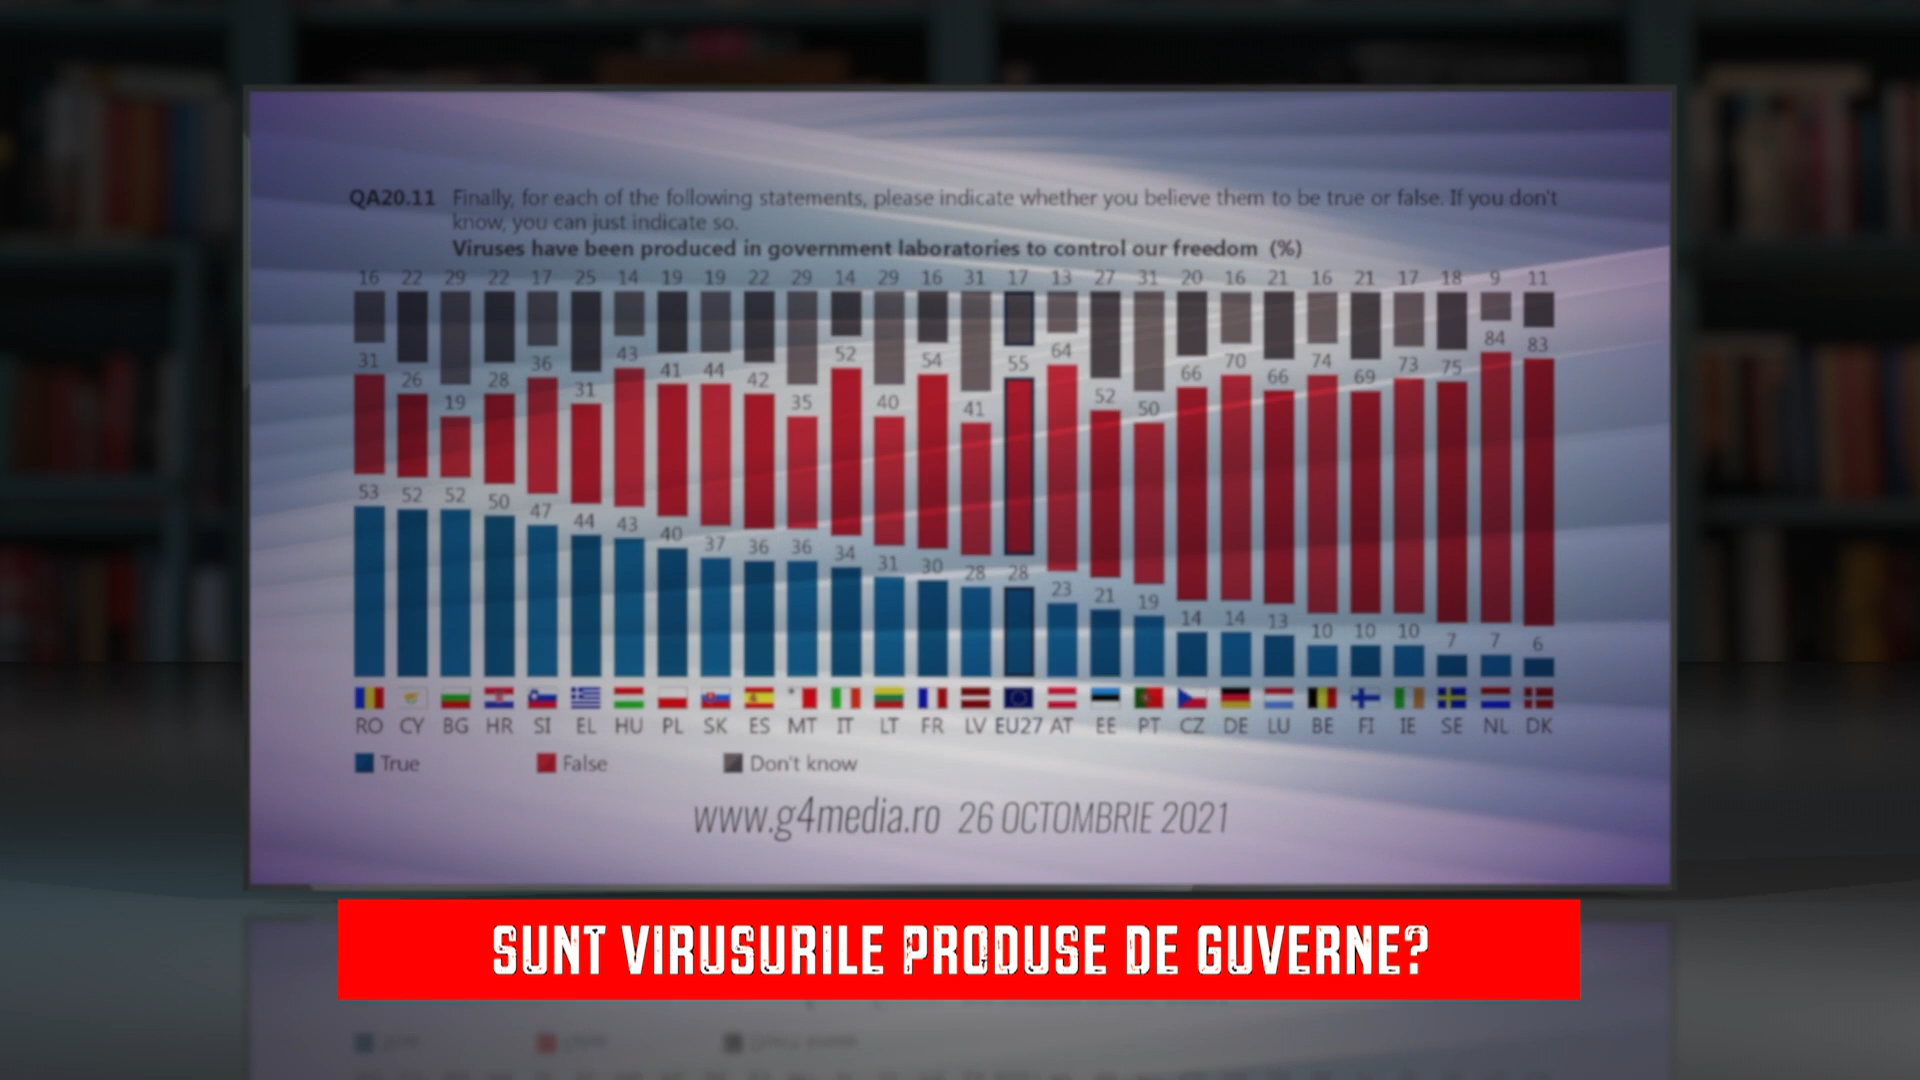 QA20.11 Finally, for each of the following statements, please indicate whether you believe them to be true or false. If you don't
know, you can just indicate so.
Viruses have been produced in government laboratories to control our freedom (%)
16 22 29 22 17 25 14 19 19 22 29 14 29 16 31 17 13 27 31 20 16 21 16 21 17 18 9 11
31 26 19 28 36 31 43 41 44 42 35 52 40 54 41 55 64 52 50 66 70 66 74 69 73 75 84 83
53 52 52 50 47 44 43 40 37 36 36 34 31 30 28 28 23 21 19 14 14 13 10 10 10 7 7 6
RO CY BG HR SI EL HU PL SK ES MT IT LT FR LV EU27 AT EE PT CZ DE LU BE FI IE SE NL DK
True False Don't know
www.g4media.ro 26 OCTOMBRIE 2021
SUNT VIRUSURILE PRODUSE DE GUVERNE?